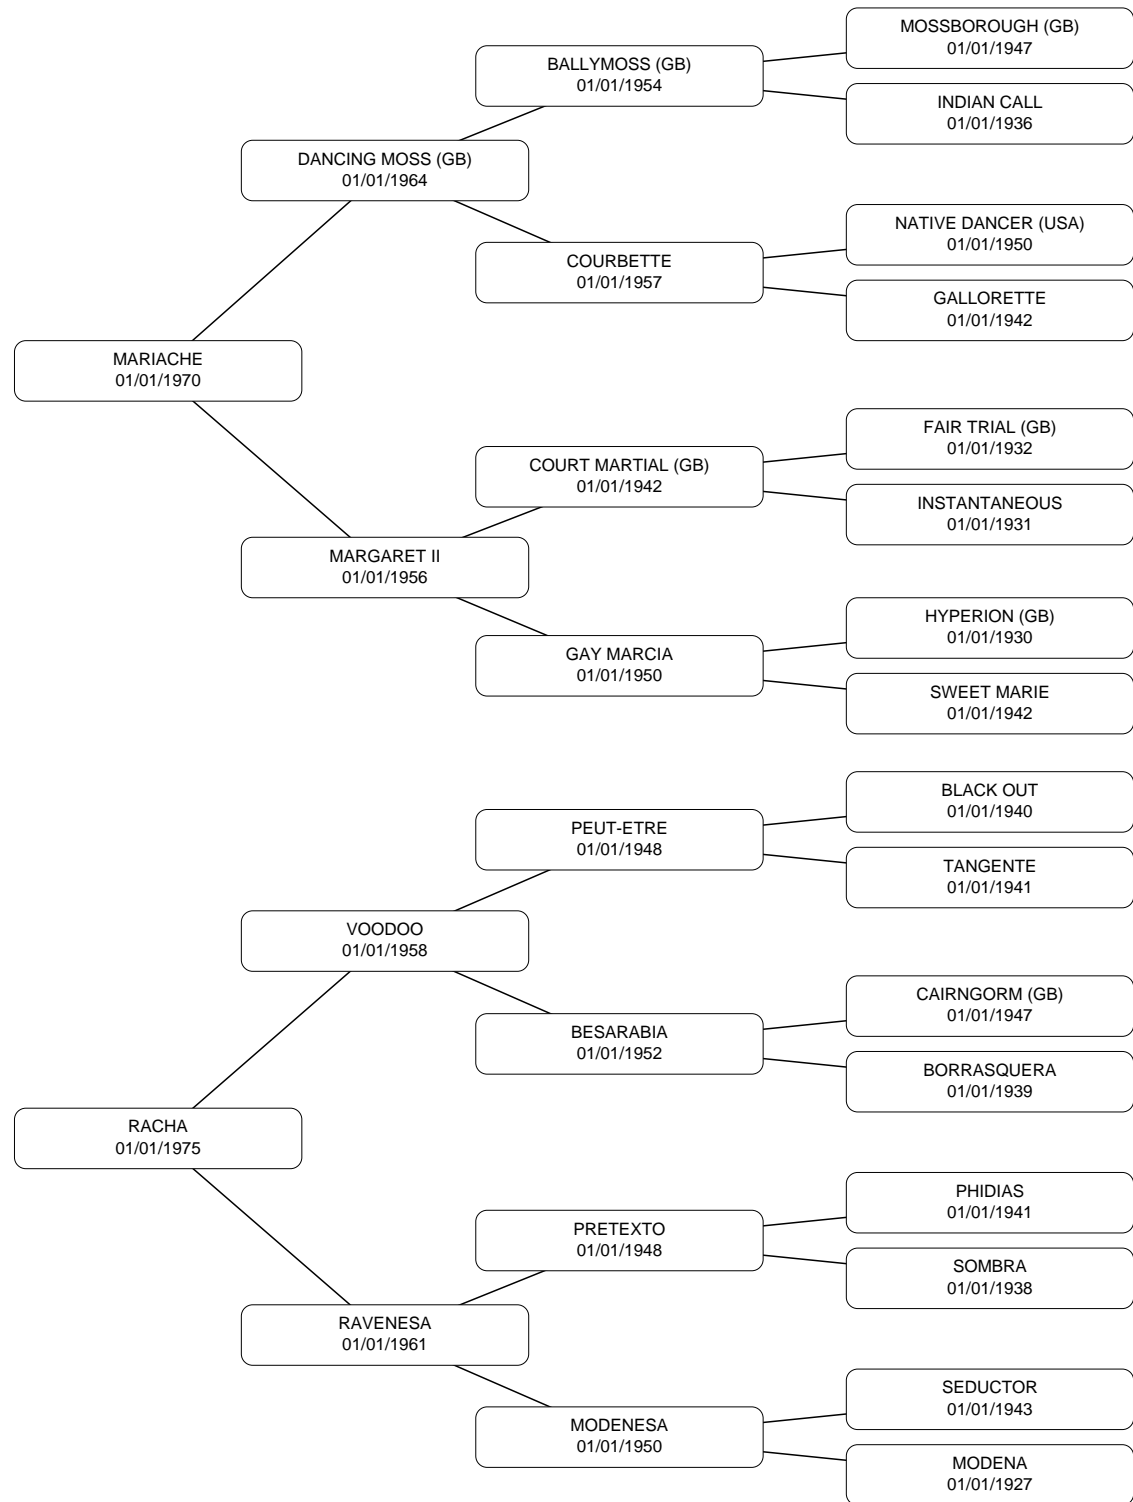 MOSSBOROUGH (GB)
01/01/1947
BALLYMOSS (GB)
01/01/1954
INDIAN CALL
01/01/1936
DANCING MOSS (GB)
01/01/1964
NATIVE DANCER (USA)
01/01/1950
COURBETTE
01/01/1957
GALLORETTE
01/01/1942
MARIACHE
01/01/1970
FAIR TRIAL (GB)
01/01/1932
COURT MARTIAL (GB)
01/01/1942
INSTANTANEOUS
01/01/1931
MARGARET II
01/01/1956
HYPERION (GB)
01/01/1930
GAY MARCIA
01/01/1950
SWEET MARIE
01/01/1942
BLACK OUT
01/01/1940
PEUT-ETRE
01/01/1948
TANGENTE
01/01/1941
VOODOO
01/01/1958
CAIRNGORM (GB)
01/01/1947
BESARABIA
01/01/1952
BORRASQUERA
01/01/1939
RACHA
01/01/1975
PHIDIAS
01/01/1941
PRETEXTO
01/01/1948
SOMBRA
01/01/1938
RAVENESA
01/01/1961
SEDUCTOR
01/01/1943
MODENESA
01/01/1950
MODENA
01/01/1927